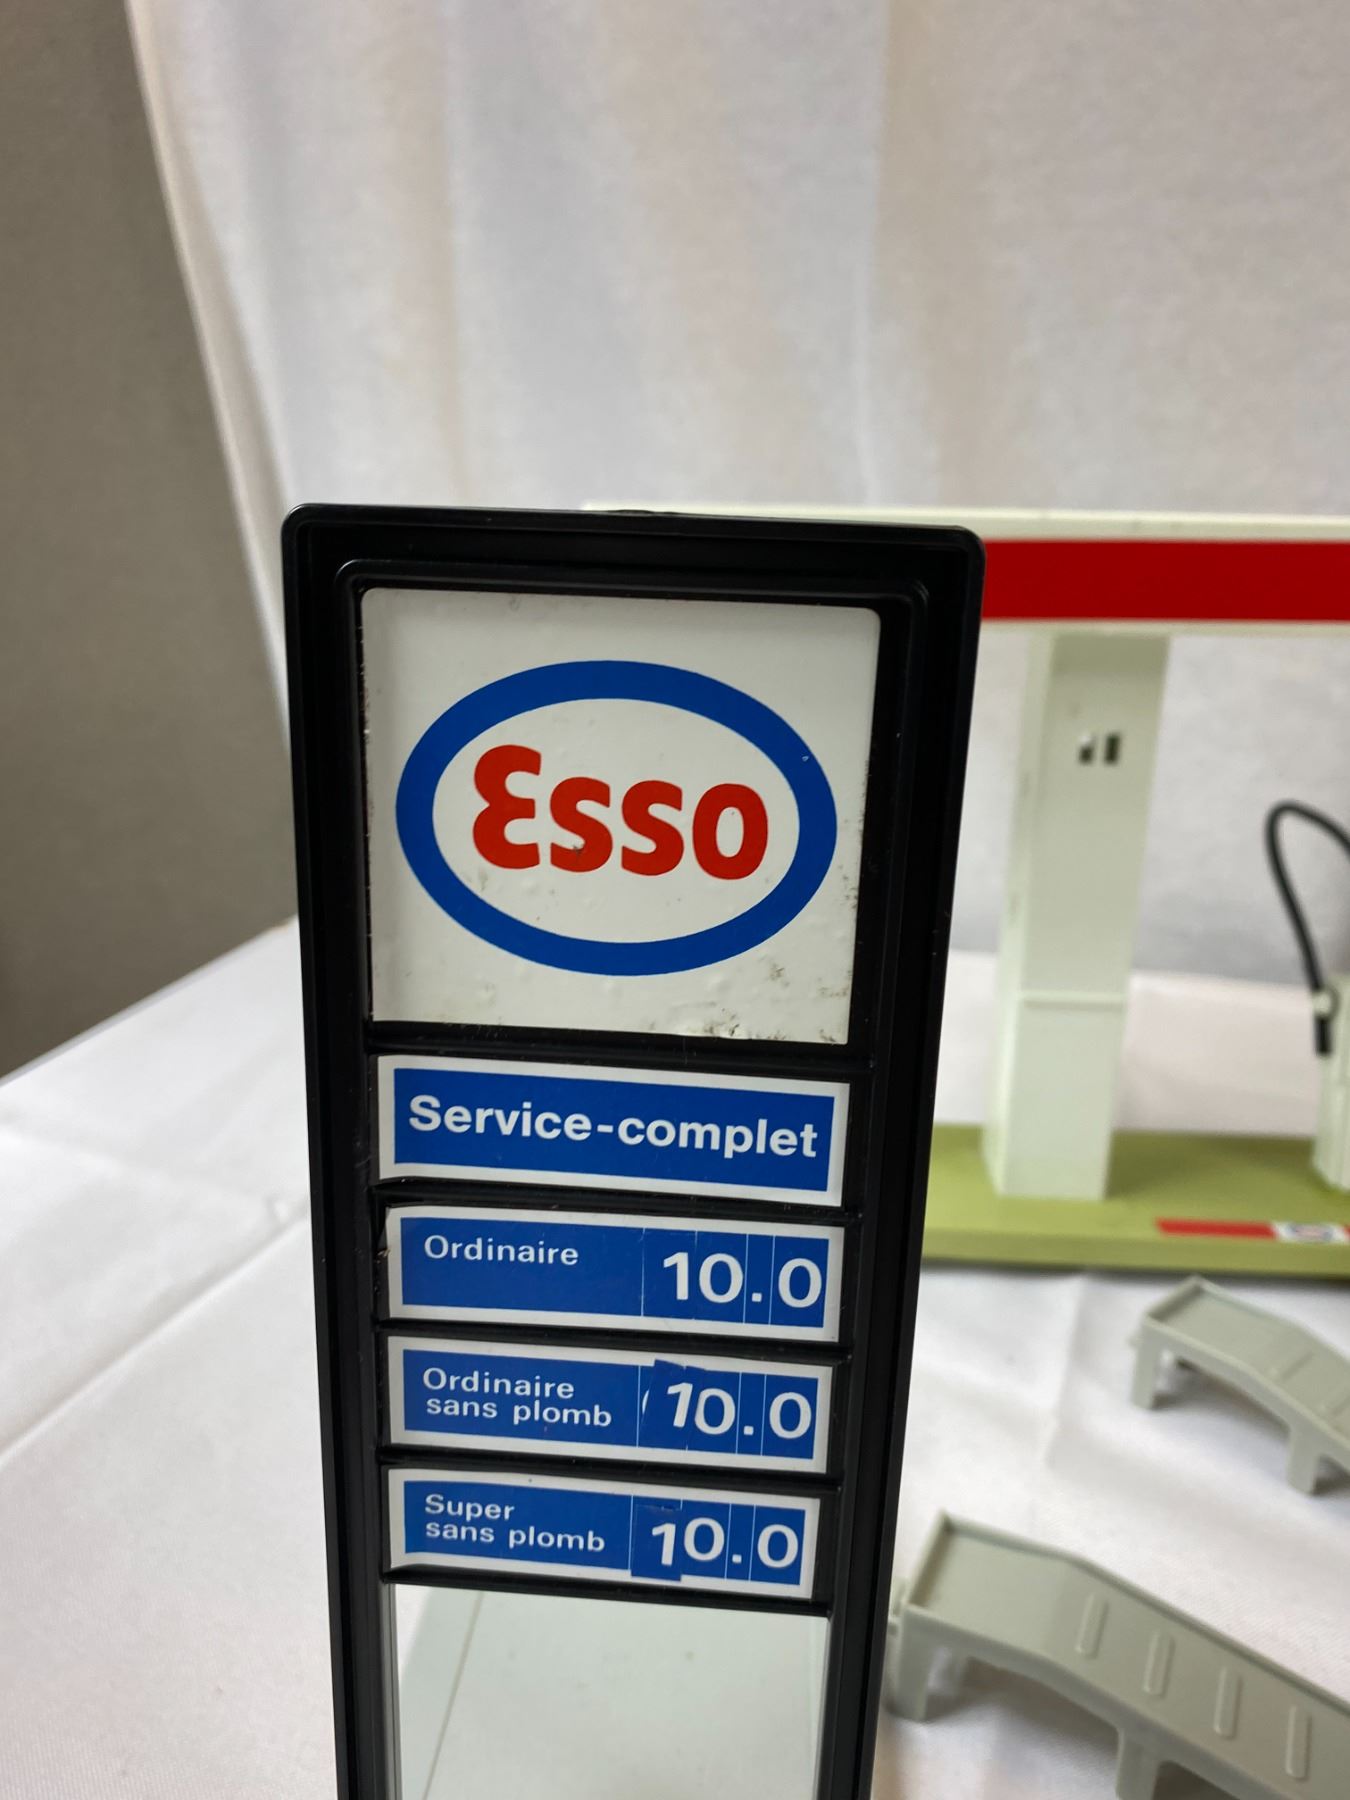 Esso
Service-complet
Ordinaire 10.0
Ordinaire
sans plomb 10.0
Super
sans plomb 10.0